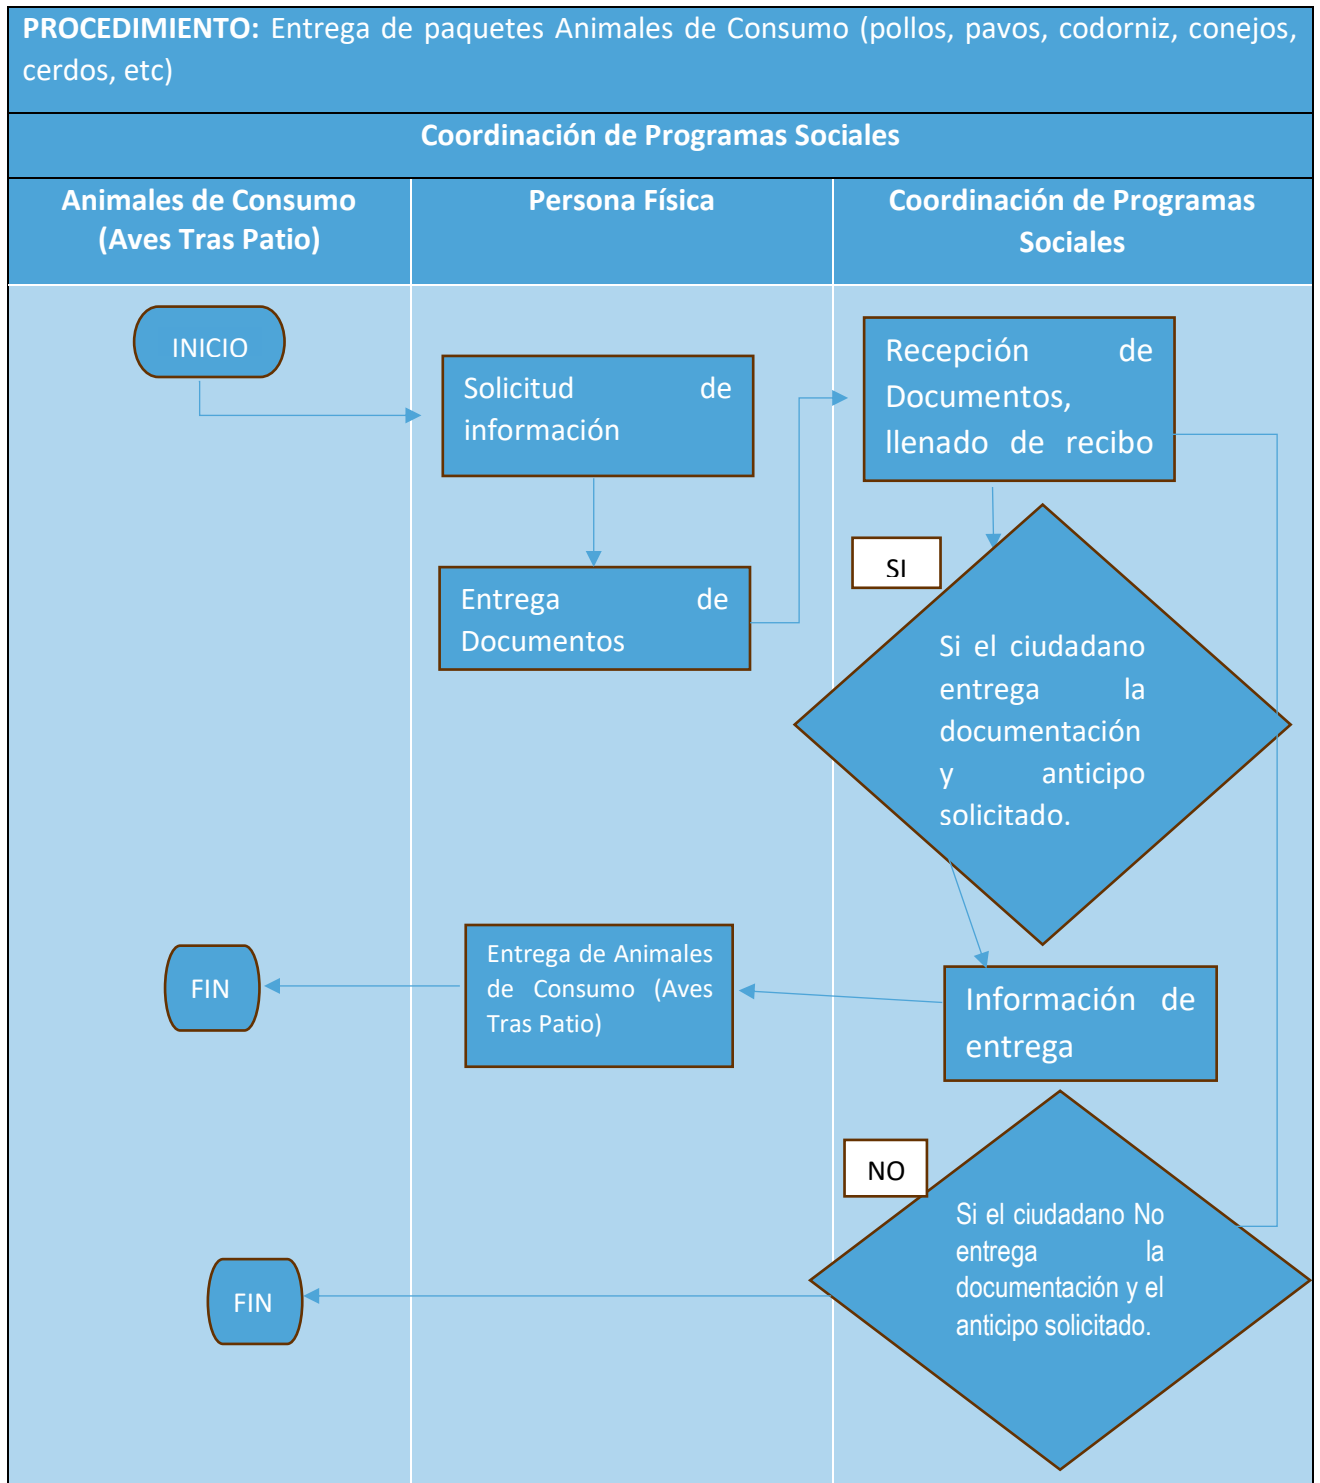 PROCEDIMIENTO: Entrega de paquetes Animales de Consumo (pollos, pavos, codorniz, conejos,
cerdos, etc)
Coordinación de Programas Sociales
Animales de Consumo
(Aves Tras Patio)
Persona Física
Coordinación de Programas
Sociales
INICIO
Solicitud de
información
Recepción de
Documentos,
llenado de recibo
Entrega de
Documentos
SI
Si el ciudadano
entrega la
documentación
y anticipo
solicitado.
Información de
entrega
Entrega de Animales
de Consumo (Aves
Tras Patio)
FIN
NO
Si el ciudadano No
entrega la
documentación y el
anticipo solicitado.
FIN